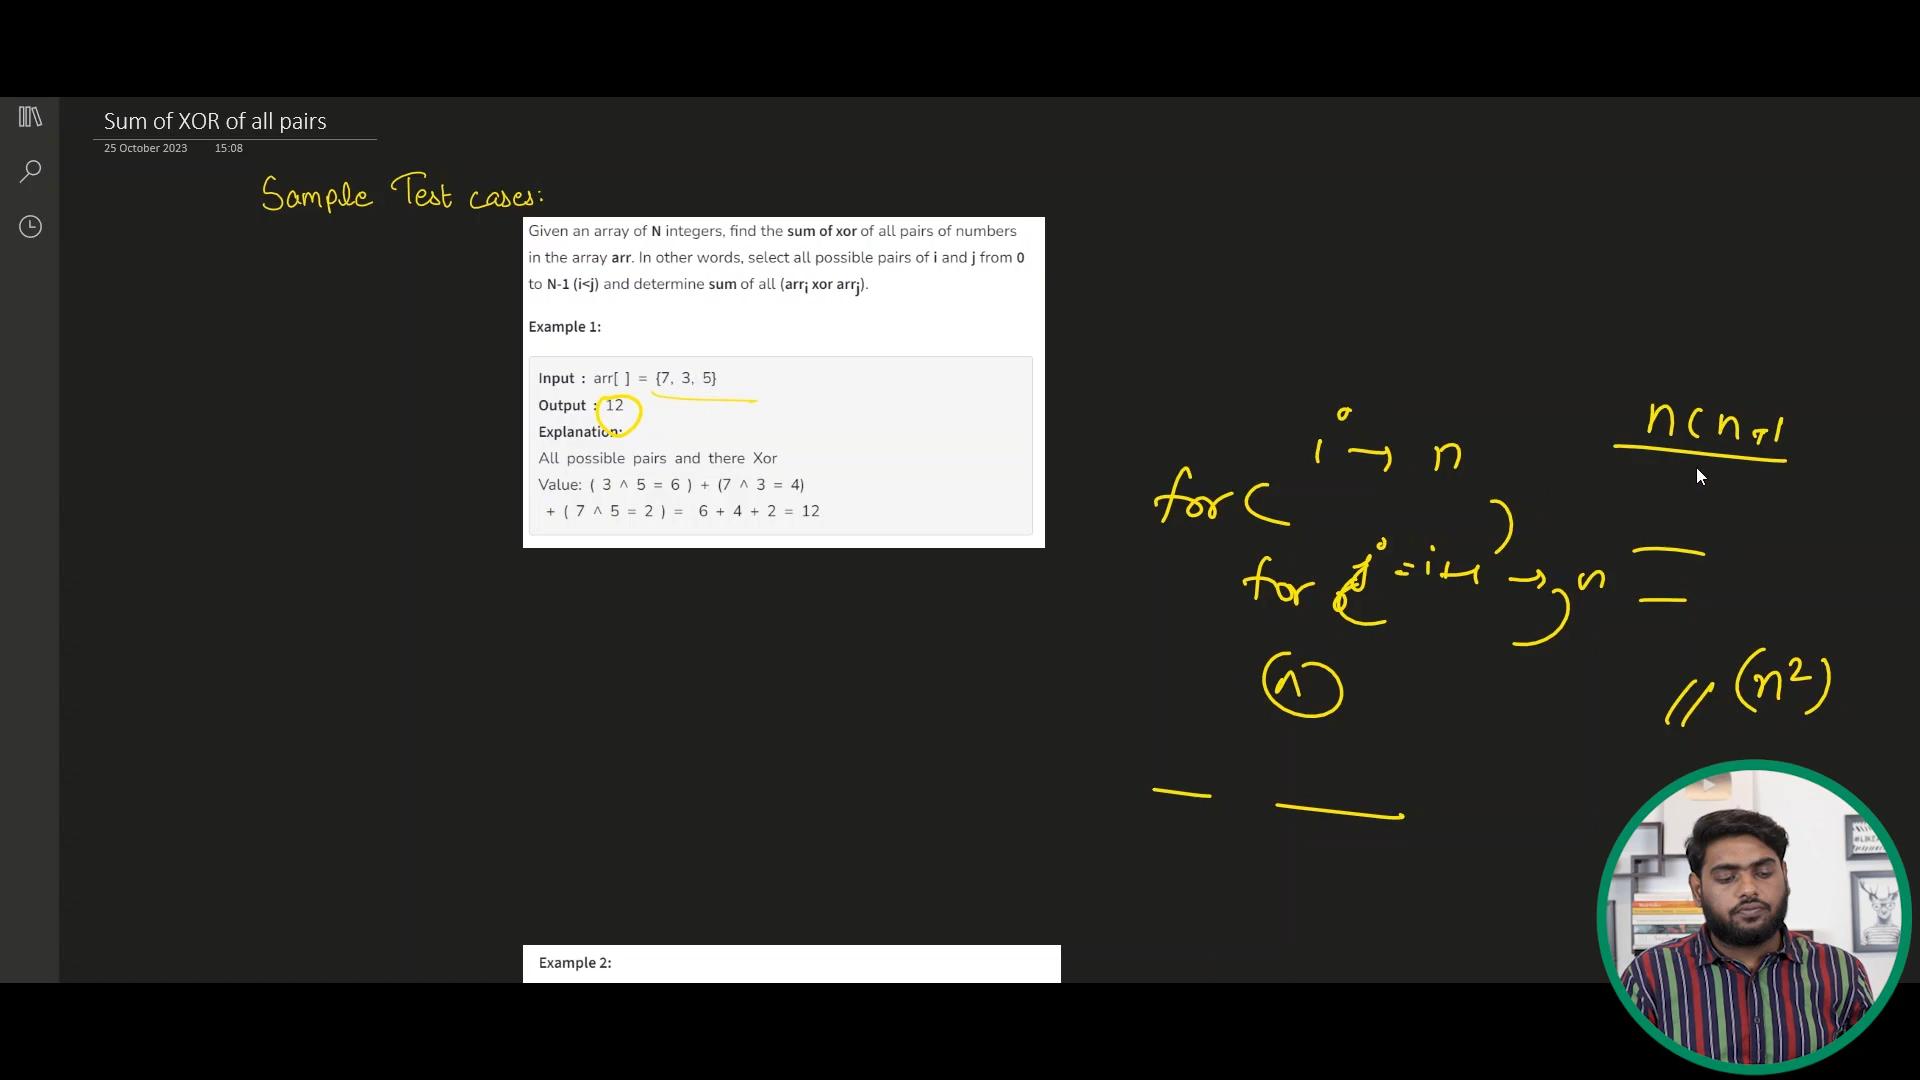 Sum of XOR of all pairs
25 October 2023 15:08
Sample Test cases:
Given an array of N integers, find the sum of xor of all pairs of numbers
in the array arr. In other words, select all possible pairs of i and j from 0
to N-1 (i<j) and determine sum of all (arri xor arrj).
Example 1:
Input : arr[ ] = {7, 3, 5}
Output : 12
Explanation:
All possible pairs and there Xor
Value: ( 3 ^ 5 = 6 ) + (7 ^ 3 = 4)
+ ( 7 ^ 5 = 2 ) = 6 + 4 + 2 = 12
i → n
n(n+1
for ( )
for (j = i+1 → n )
(n)
// (n²)
Example 2: